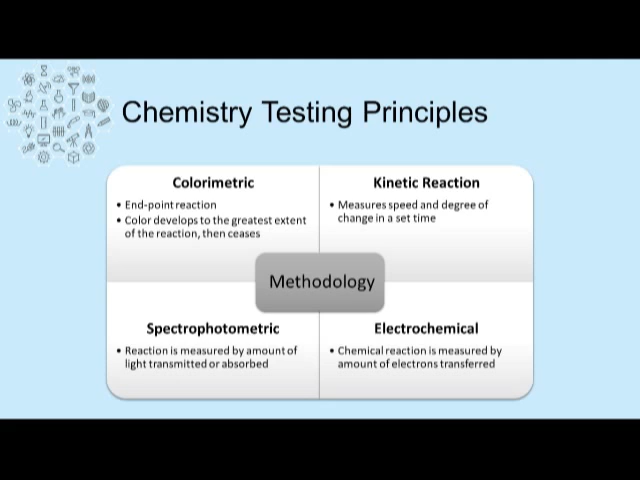 Chemistry Testing Principles
Colorimetric
• End-point reaction
• Color develops to the greatest extent
of the reaction, then ceases
Kinetic Reaction
• Measures speed and degree of
change in a set time
Methodology
Spectrophotometric
• Reaction is measured by amount of
light transmitted or absorbed
Electrochemical
• Chemical reaction is measured by
amount of electrons transferred